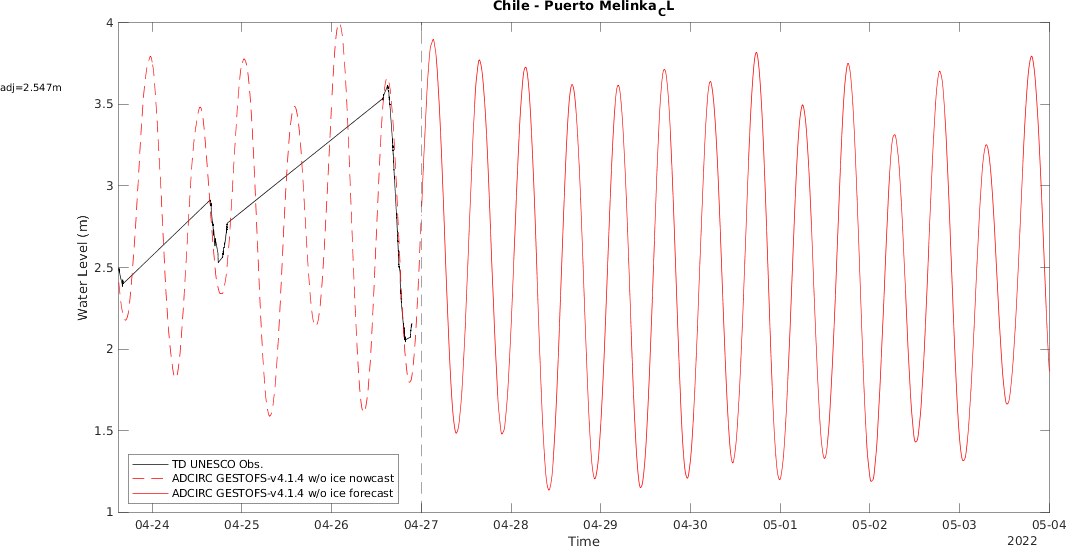 Chile - Puerto Melinka_CL
adj=2.547m
Water Level (m)
4
3.5
3
2.5
2
1.5
1
TD UNESCO Obs.
ADCIRC GESTOFS-v4.1.4 w/o ice nowcast
ADCIRC GESTOFS-v4.1.4 w/o ice forecast
04-24 04-25 04-26 04-27 04-28 04-29 04-30 05-01 05-02 05-03 05-04
Time
2022